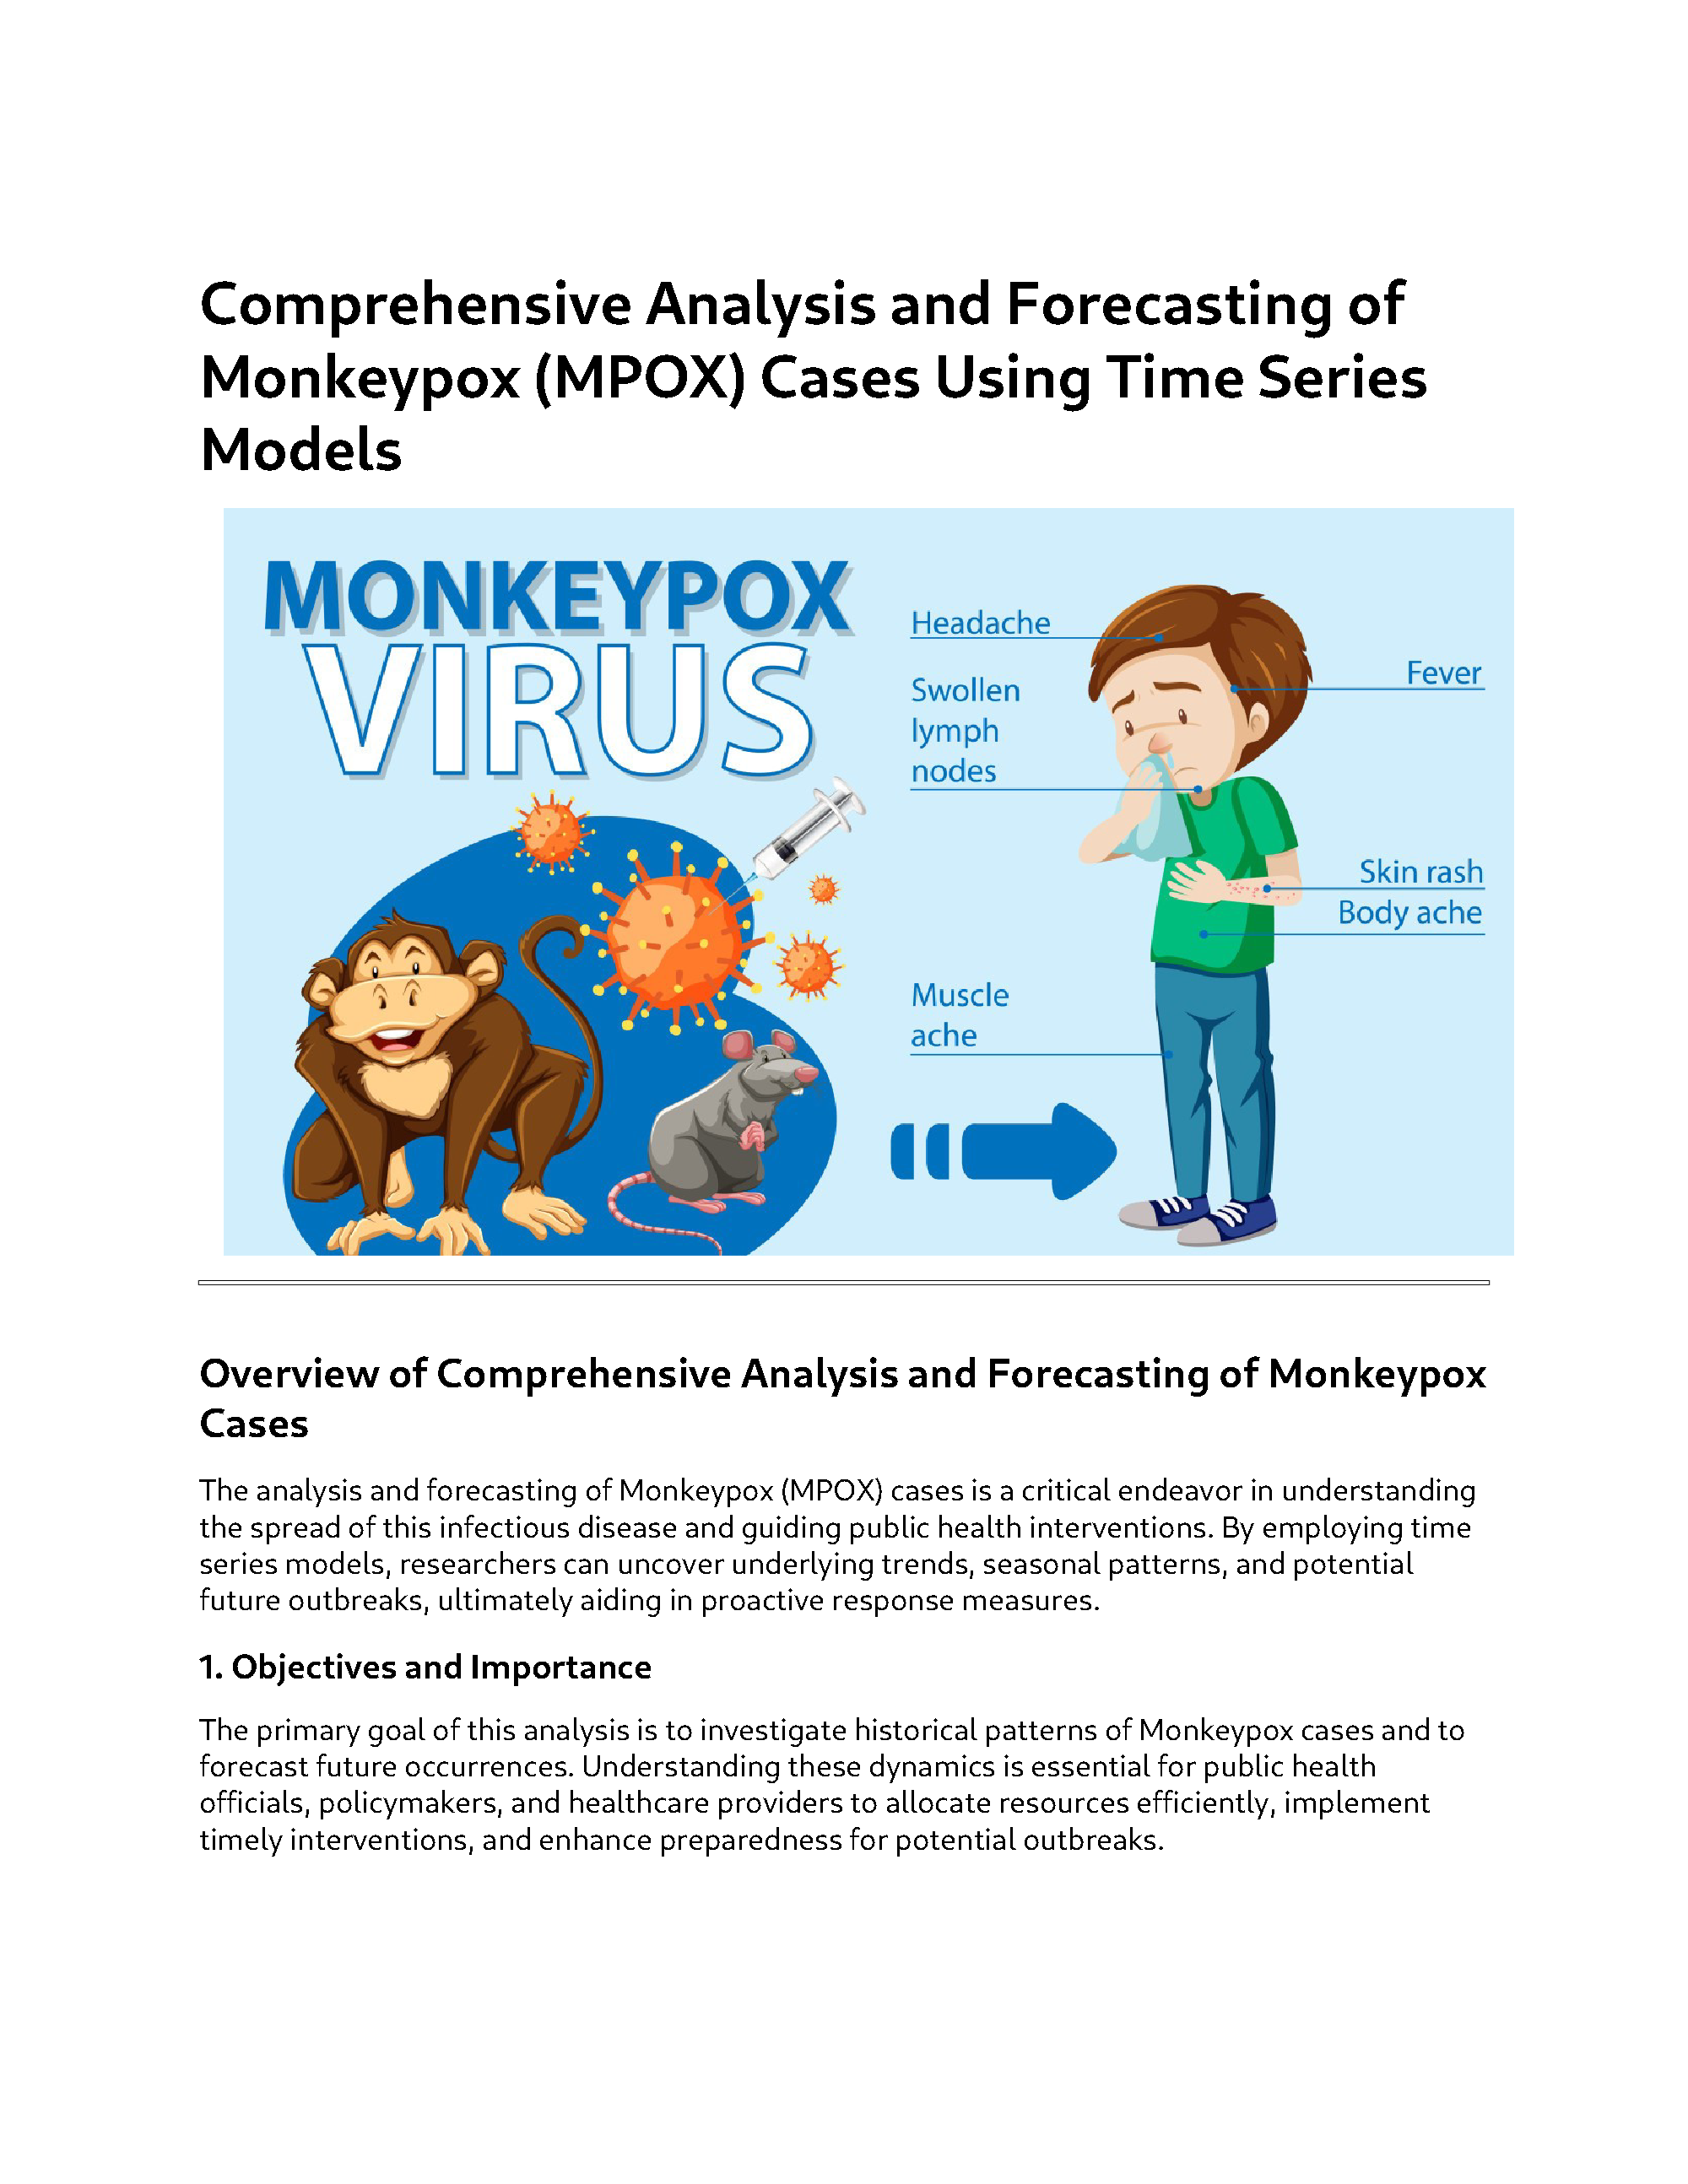 Comprehensive Analysis and Forecasting of
Monkeypox (MPOX) Cases Using Time Series
Models
MONKEYPOX
VIRUS
Headache
Swollen
lymph
nodes
Muscle
ache
Fever
Skin rash
Body ache
Overview of Comprehensive Analysis and Forecasting of Monkeypox
Cases
The analysis and forecasting of Monkeypox (MPOX) cases is a critical endeavor in understanding
the spread of this infectious disease and guiding public health interventions. By employing time
series models, researchers can uncover underlying trends, seasonal patterns, and potential
future outbreaks, ultimately aiding in proactive response measures.
1. Objectives and Importance
The primary goal of this analysis is to investigate historical patterns of Monkeypox cases and to
forecast future occurrences. Understanding these dynamics is essential for public health
officials, policymakers, and healthcare providers to allocate resources efficiently, implement
timely interventions, and enhance preparedness for potential outbreaks.